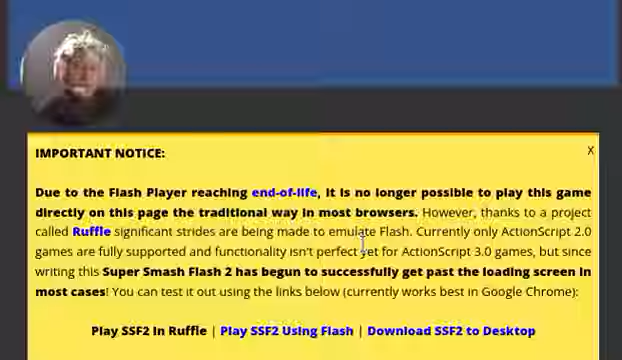 IMPORTANT NOTICE:
X
Due to the Flash Player reaching end-of-life, it is no longer possible to play this game
directly on this page the traditional way in most browsers. However, thanks to a project
called Ruffle significant strides are being made to emulate Flash. Currently only ActionScript 2.0
games are fully supported and functionality isn't perfect yet for ActionScript 3.0 games, but since
writing this Super Smash Flash 2 has begun to successfully get past the loading screen in
most cases! You can test it out using the links below (currently works best in Google Chrome):
Play SSF2 In Ruffle | Play SSF2 Using Flash | Download SSF2 to Desktop